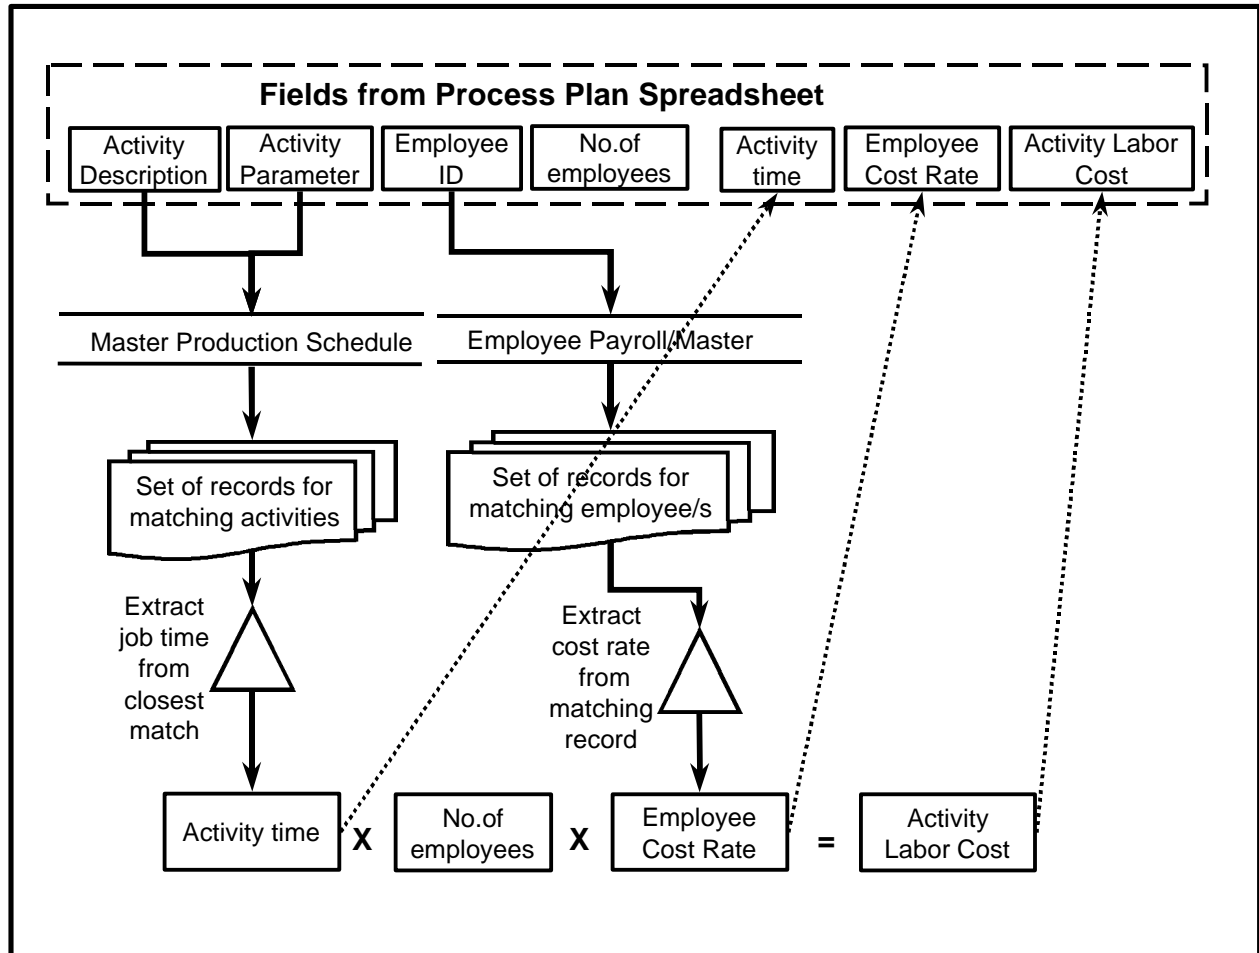 Fields from Process Plan Spreadsheet
Activity
Description
Activity
Parameter
Employee
ID
No.of
employees
Activity
time
Employee
Cost Rate
Activity Labor
Cost
Master Production Schedule
Employee Payroll/Master
Set of records for
matching activities
Set of records for
matching employee/s
Extract
job time
from
closest
match
Extract
cost rate
from
matching
record
Activity time
X
No.of
employees
X
Employee
Cost Rate
=
Activity
Labor Cost